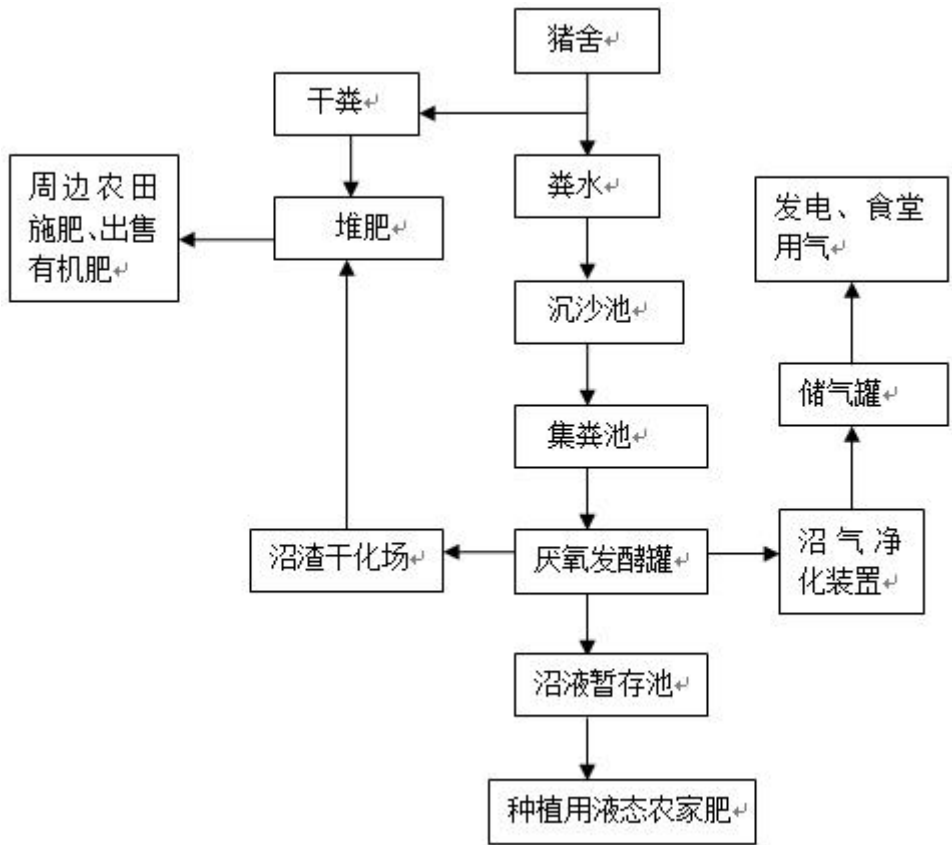 猪舍↵
干粪↵
粪水↵
周边农田
施肥、出售
有机肥↵
堆肥↵
发电、食堂
用气↵
沉沙池↵
储气罐↵
集粪池↵
沼渣干化场↵
厌氧发酵罐↵
沼气净
化装置↵
沼液暂存池↵
种植用液态农家肥↵